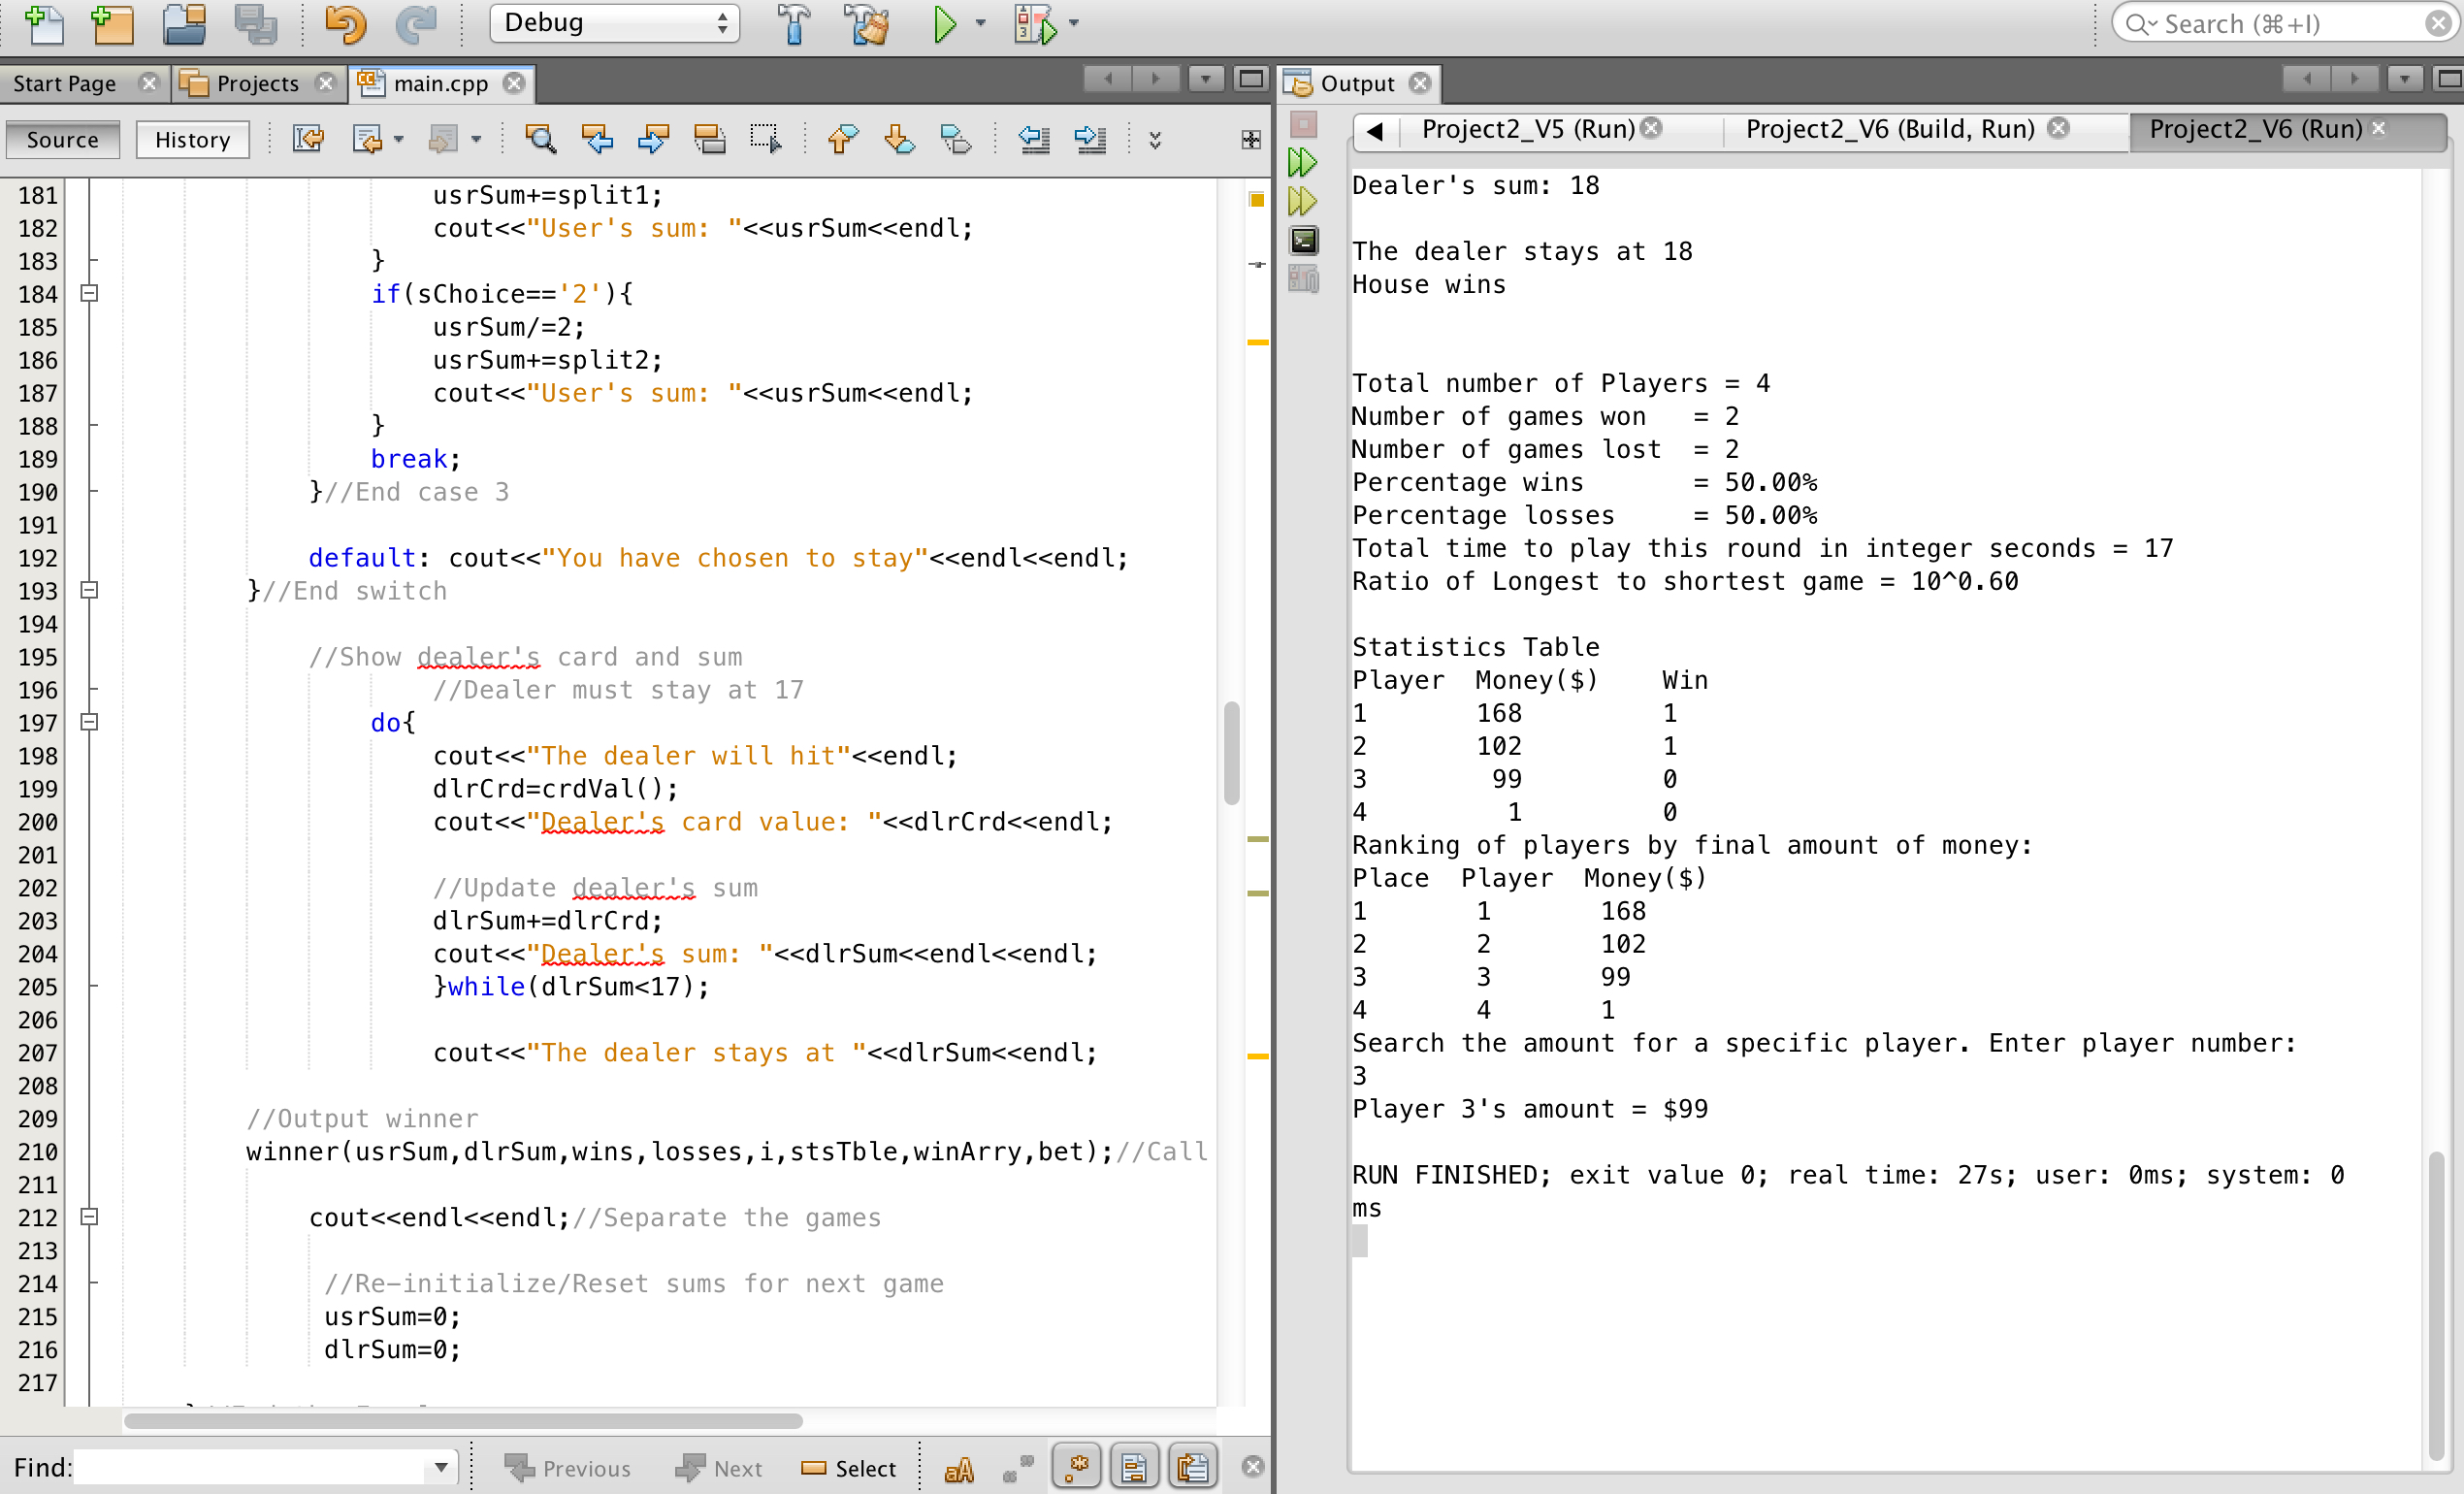 Debug
Search (⌘+I)
Start Page
Projects
main.cpp
Output
Source
History
Project2_V5 (Run)
Project2_V6 (Build, Run)
Project2_V6 (Run)
181 usrSum+=split1;
182 cout<<"User's sum: "<<usrSum<<endl;
183 }
184 if(sChoice=='2'){
185 usrSum/=2;
186 usrSum+=split2;
187 cout<<"User's sum: "<<usrSum<<endl;
188 }
189 break;
190 }//End case 3
191
192 default: cout<<"You have chosen to stay"<<endl<<endl;
193 }//End switch
194
195 //Show dealer's card and sum
196 //Dealer must stay at 17
197 do{
198 cout<<"The dealer will hit"<<endl;
199 dlrCrd=crdVal();
200 cout<<"Dealer's card value: "<<dlrCrd<<endl;
201
202 //Update dealer's sum
203 dlrSum+=dlrCrd;
204 cout<<"Dealer's sum: "<<dlrSum<<endl<<endl;
205 }while(dlrSum<17);
206
207 cout<<"The dealer stays at "<<dlrSum<<endl;
208
209 //Output winner
210 winner(usrSum,dlrSum,wins,losses,i,stsTble,winArry,bet);//Call
211
212 cout<<endl<<endl;//Separate the games
213
214 //Re-initialize/Reset sums for next game
215 usrSum=0;
216 dlrSum=0;
217
Find:
Previous
Next
Select
Dealer's sum: 18
The dealer stays at 18
House wins
Total number of Players = 4
Number of games won = 2
Number of games lost = 2
Percentage wins = 50.00%
Percentage losses = 50.00%
Total time to play this round in integer seconds = 17
Ratio of Longest to shortest game = 10^0.60
Statistics Table
Player Money($) Win
1 168 1
2 102 1
3 99 0
4 1 0
Ranking of players by final amount of money:
Place Player Money($)
1 1 168
2 2 102
3 3 99
4 4 1
Search the amount for a specific player. Enter player number:
3
Player 3's amount = $99
RUN FINISHED; exit value 0; real time: 27s; user: 0ms; system: 0
ms